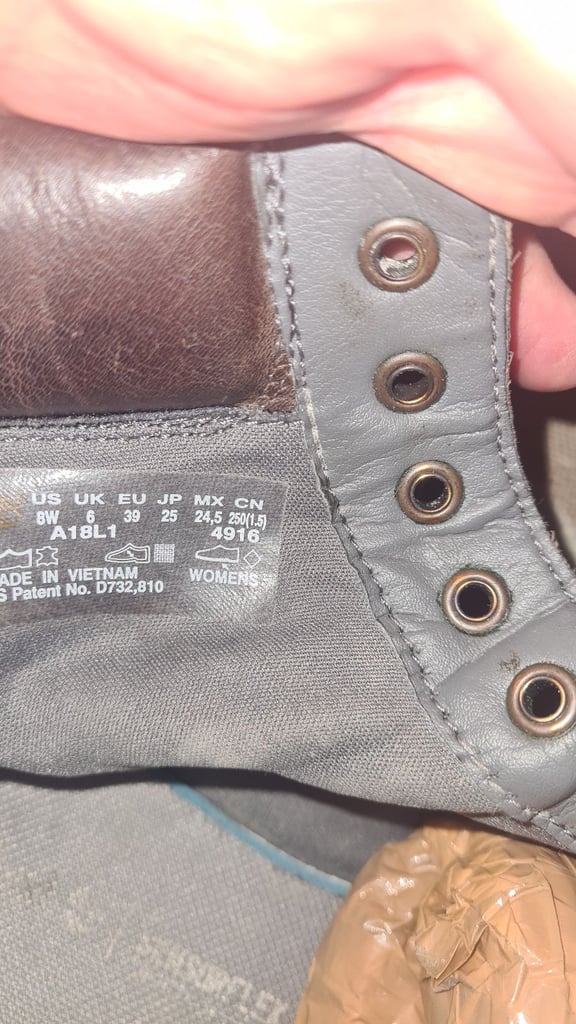 US UK EU JP MX CN
8W 6 39 25 24,5 250(1.5)
A18L1 4916
ADE IN VIETNAM WOMENS
S Patent No. D732,810